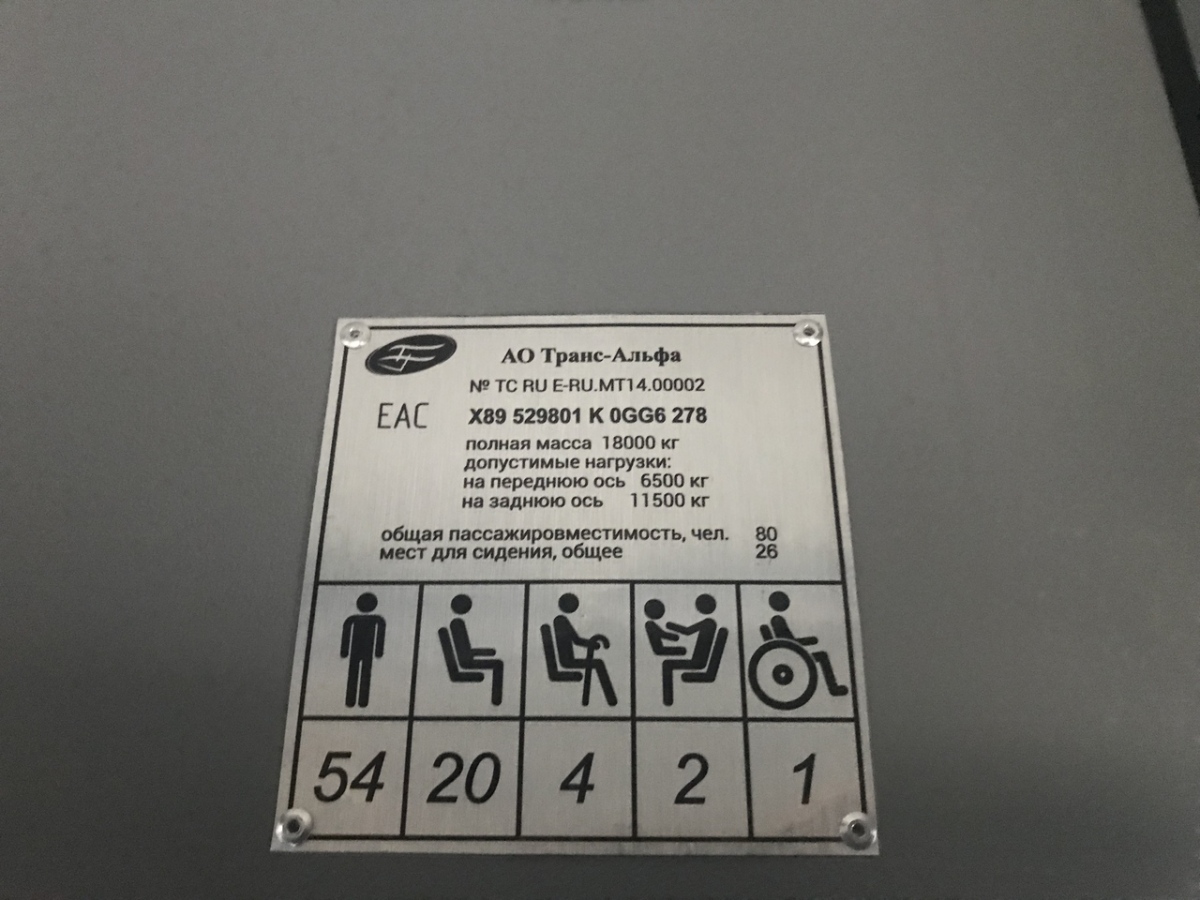 АО Транс-Альфа
№ ТС RU E-RU.MT14.00002
EAC X89 529801 K 0GG6 278
полная масса 18000 кг
допустимые нагрузки:
на переднюю ось 6500 кг
на заднюю ось 11500 кг
общая пассажировместимость, чел. 80
мест для сидения, общее 26
54 20 4 2 1